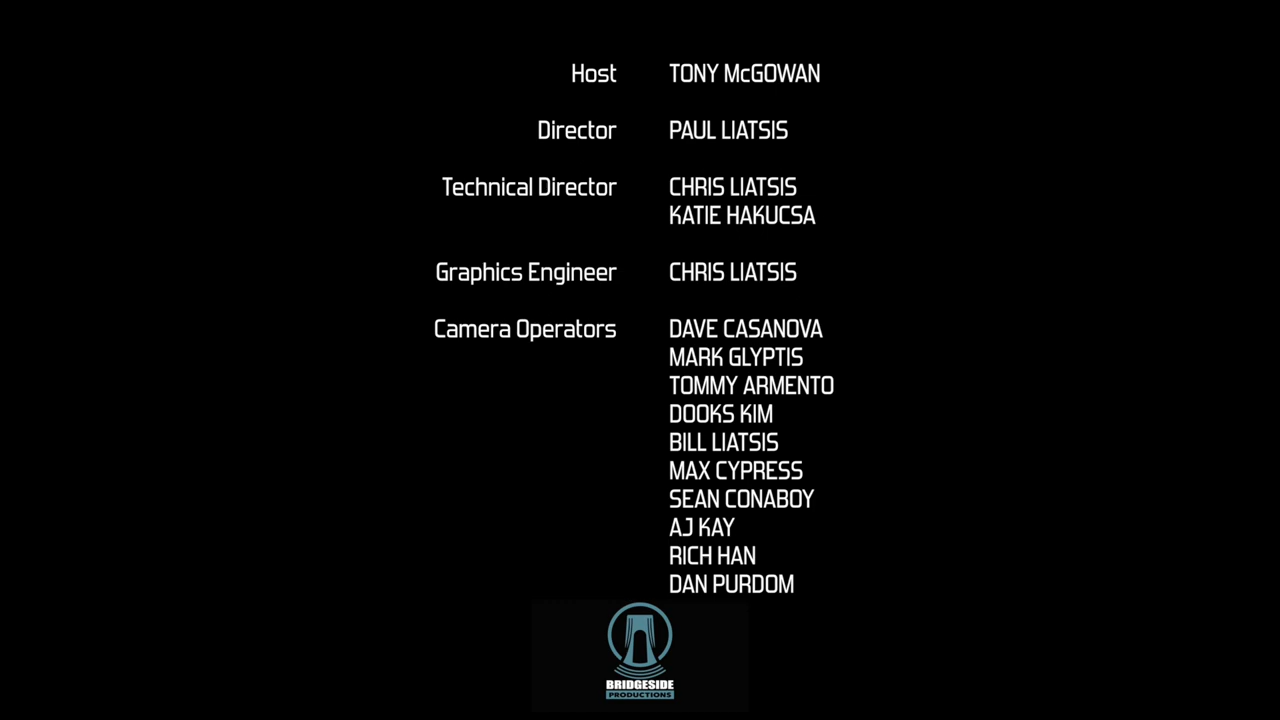 Host TONY McGOWAN
Director PAUL LIATSIS
Technical Director CHRIS LIATSIS
KATIE HAKUCSA
Graphics Engineer CHRIS LIATSIS
Camera Operators DAVE CASANOVA
MARK GLYPTIS
TOMMY ARMENTO
DOOKS KIM
BILL LIATSIS
MAX CYPRESS
SEAN CONABOY
AJ KAY
RICH HAN
DAN PURDOM
BRIDGESIDE
PRODUCTIONS